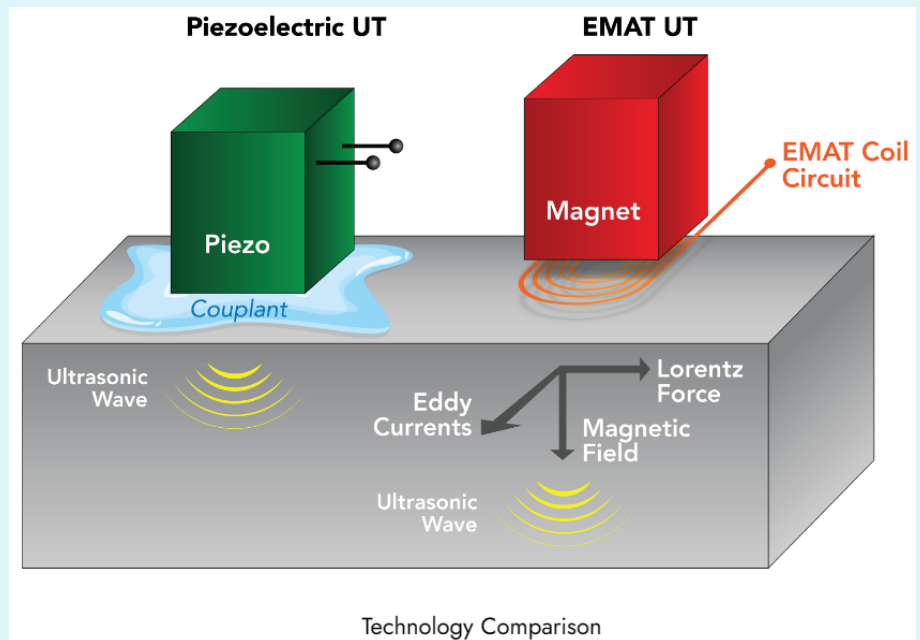 Piezoelectric UT
EMAT UT
EMAT Coil
Circuit
Magnet
Piezo
Couplant
Ultrasonic
Wave
Lorentz
Force
Eddy
Currents
Magnetic
Field
Ultrasonic
Wave
Technology Comparison